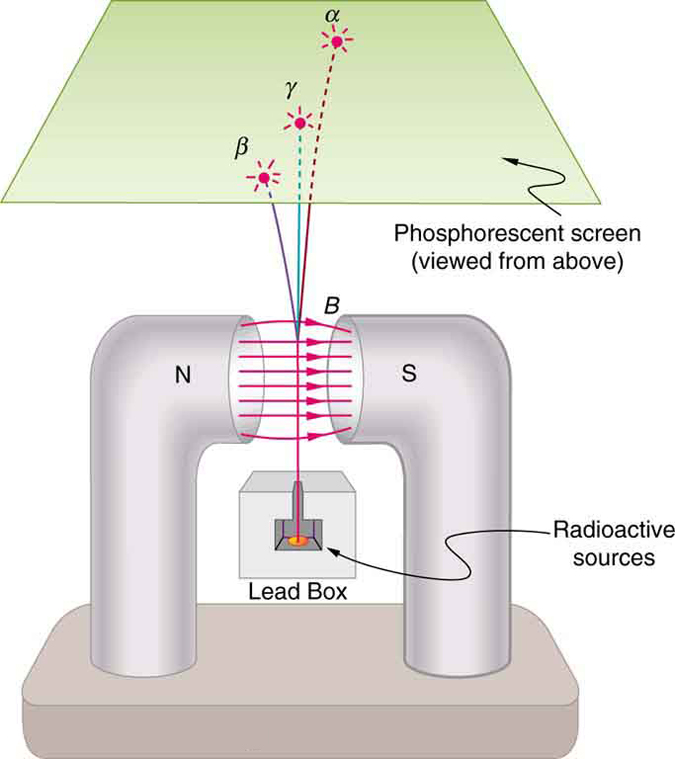 α
γ
β
Phosphorescent screen
(viewed from above)
B
N
S
Radioactive
sources
Lead Box